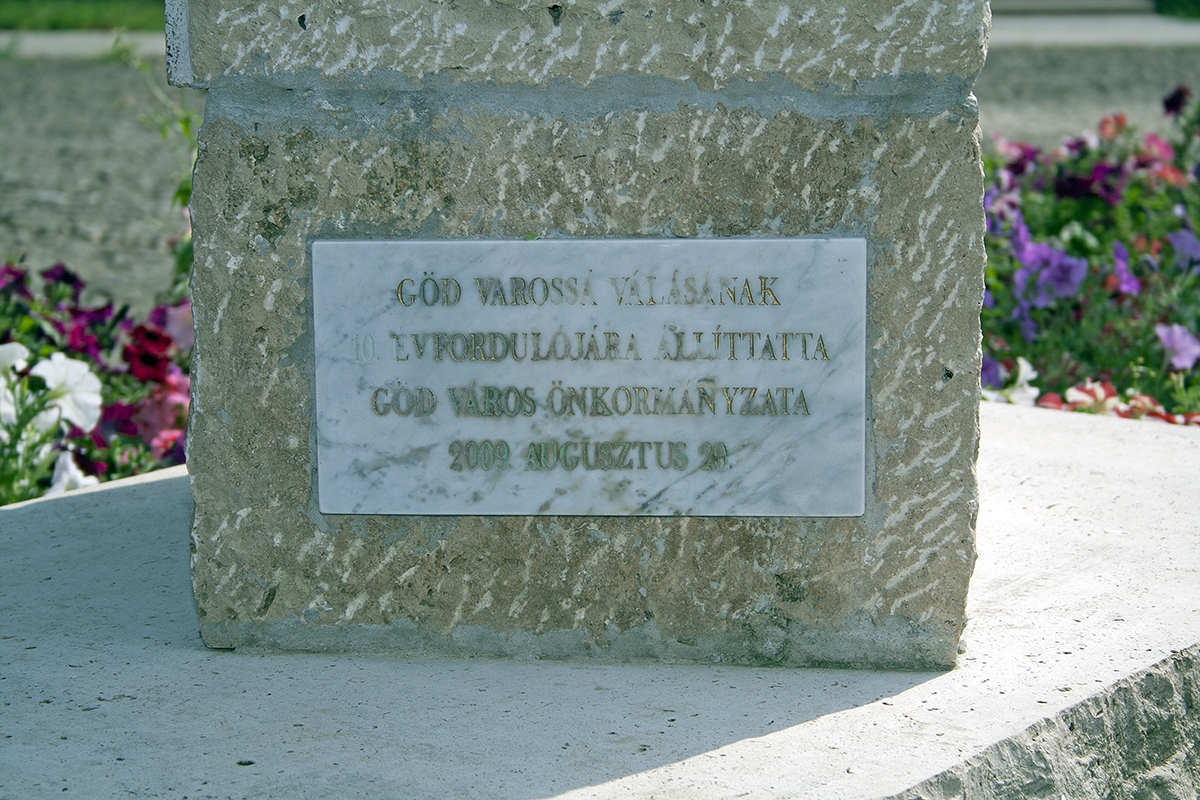 GÖD VÁROSSÁ VÁLÁSÁNAK
10. ÉVFORDULÓJÁRA ÁLLÍTTATTA
GÖD VÁROS ÖNKORMÁNYZATA
2009 AUGUSZTUS 20.